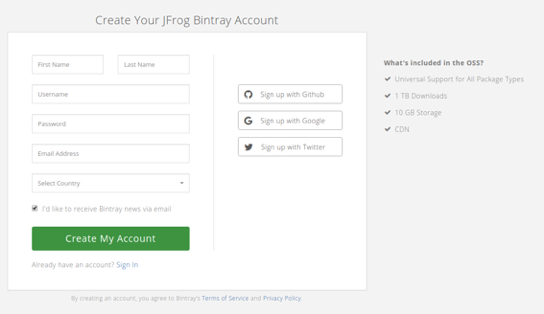 Create Your JFrog Bintray Account
First Name
Last Name
Username
Password
Email Address
Select Country
I'd like to receive Bintray news via email
Create My Account
Already have an account? Sign In
Sign up with Github
Sign up with Google
Sign up with Twitter
What's included in the OSS?
Universal Support for All Package Types
1 TB Downloads
10 GB Storage
CDN
By creating an account, you agree to Bintray's Terms of Service and Privacy Policy.